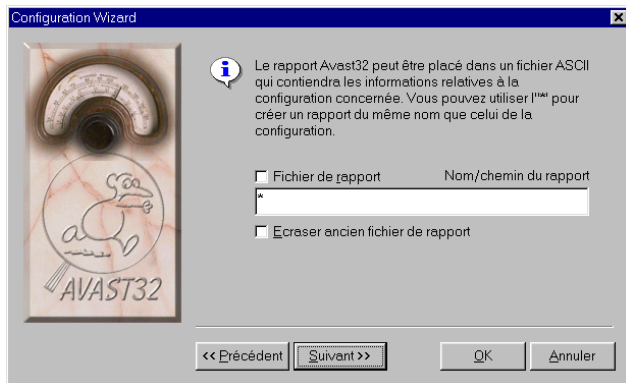 Configuration Wizard
Le rapport Avast32 peut être placé dans un fichier ASCII
qui contiendra les informations relatives à la
configuration concernée. Vous pouvez utiliser l'"*" pour
créer un rapport du même nom que celui de la
configuration.
Fichier de rapport Nom/chemin du rapport
*
Ecraser ancien fichier de rapport
AVAST32
<< Précédent Suivant >> OK Annuler